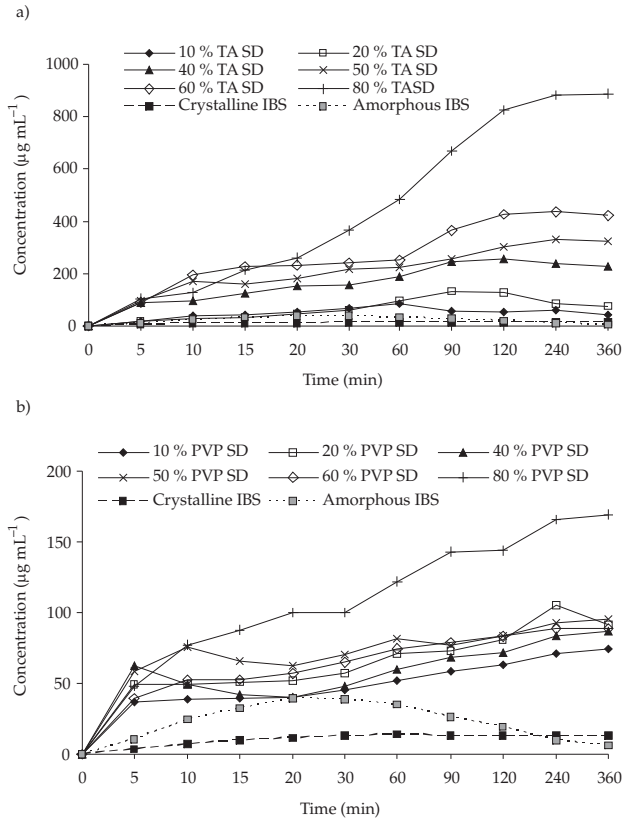 a)
10 % TA SD 20 % TA SD
40 % TA SD 50 % TA SD
60 % TA SD 80 % TASD
Crystalline IBS Amorphous IBS
Concentration (µg mL⁻¹)
1000
800
600
400
200
0
0 5 10 15 20 30 60 90 120 240 360
Time (min)
b)
10 % PVP SD 20 % PVP SD 40 % PVP SD
50 % PVP SD 60 % PVP SD 80 % PVP SD
Crystalline IBS Amorphous IBS
Concentration (µg mL⁻¹)
200
150
100
50
0
0 5 10 15 20 30 60 90 120 240 360
Time (min)